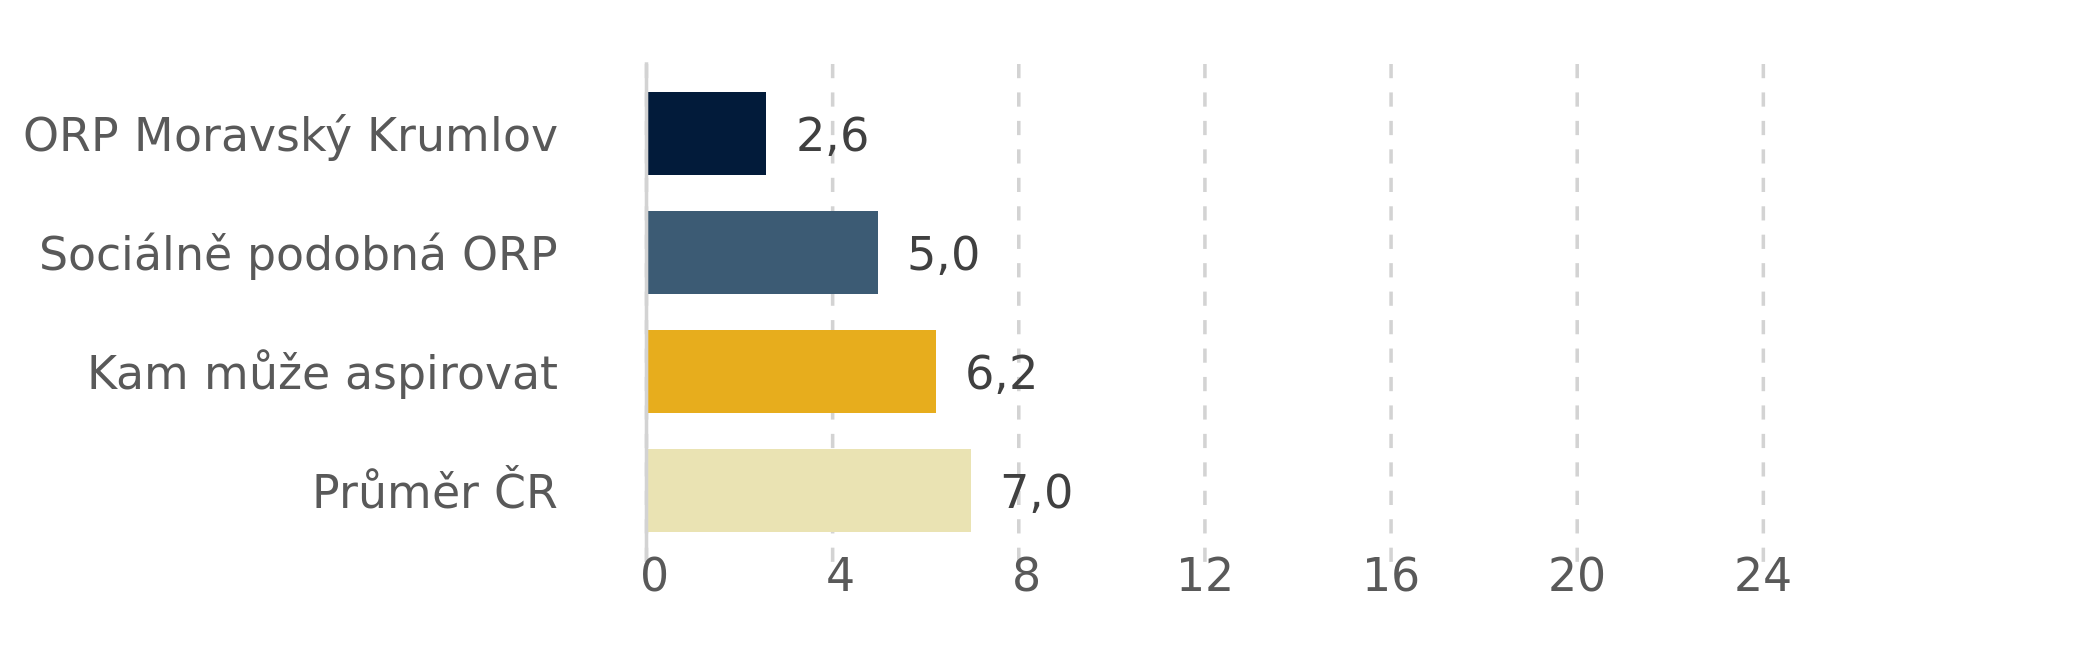 ORP Moravský Krumlov 2,6
Sociálně podobná ORP 5,0
Kam může aspirovat 6,2
Průměr ČR 7,0
0 4 8 12 16 20 24